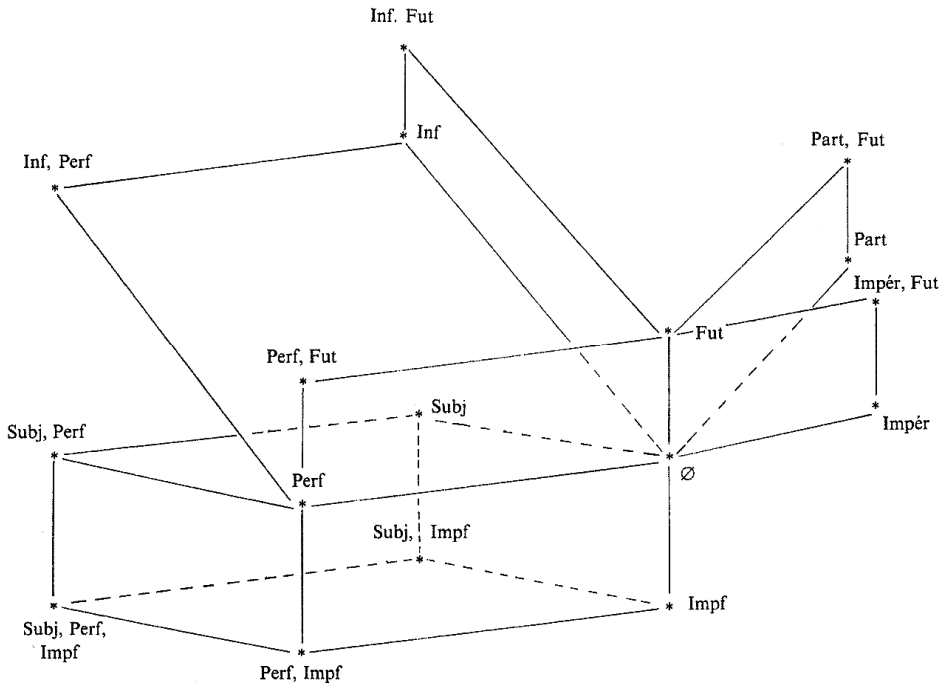 Inf. Fut
Inf
Part, Fut
Inf, Perf
Part
Impér, Fut
Fut
Perf, Fut
Subj
Subj, Perf
Impér
Perf
∅
Subj, Impf
Impf
Subj, Perf,
Impf
Perf, Impf